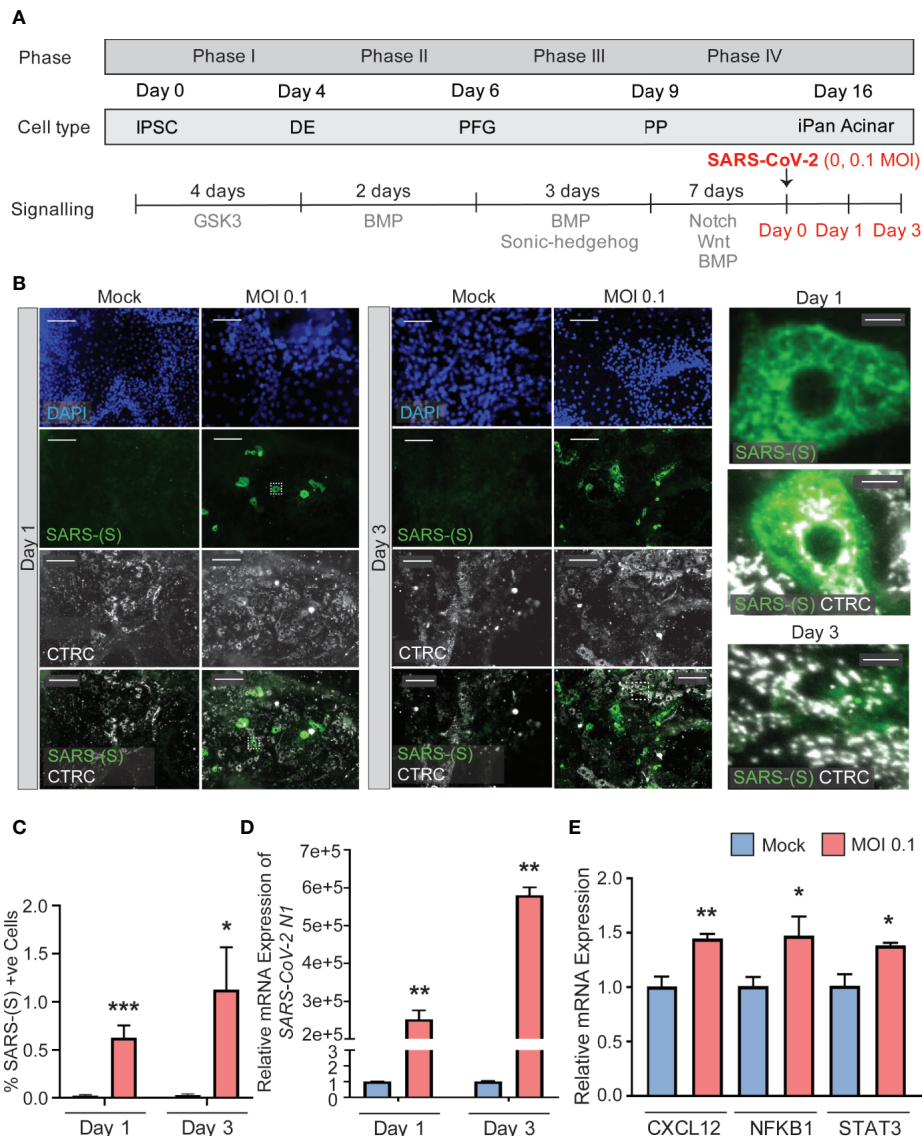 A
Phase
Phase I Phase II Phase III Phase IV
Day 0 Day 4 Day 6 Day 9 Day 16
Cell type
IPSC DE PFG PP iPan Acinar
SARS-CoV-2 (0, 0.1 MOI)
Signalling
4 days 2 days 3 days 7 days
GSK3 BMP BMP Notch
Sonic-hedgehog Wnt
BMP
Day 0 Day 1 Day 3
B
Mock MOI 0.1
Day 1
DAPI
SARS-(S)
CTRC
SARS-(S)
CTRC
Mock MOI 0.1
Day 3
DAPI
SARS-(S)
CTRC
SARS-(S)
CTRC
Day 1
SARS-(S)
SARS-(S) CTRC
Day 3
SARS-(S) CTRC
C
% SARS-(S) +ve Cells
2.0
1.5
1.0
0.5
0.0
***
*
Day 1 Day 3
D
Relative mRNA Expression of
SARS-CoV-2 N1
7e+5
6e+5
5e+5
4e+5
3e+5
2e+5
3
2
1
0
**
**
Day 1 Day 3
E
Mock MOI 0.1
Relative mRNA Expression
2.0
1.5
1.0
0.5
0.0
**
*
*
CXCL12 NFKB1 STAT3